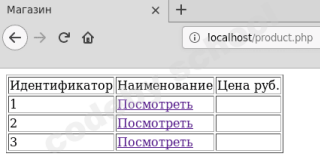 Магазин
localhost/product.php
Идентификатор Наименование Цена руб.
1 Посмотреть
2 Посмотреть
3 Посмотреть